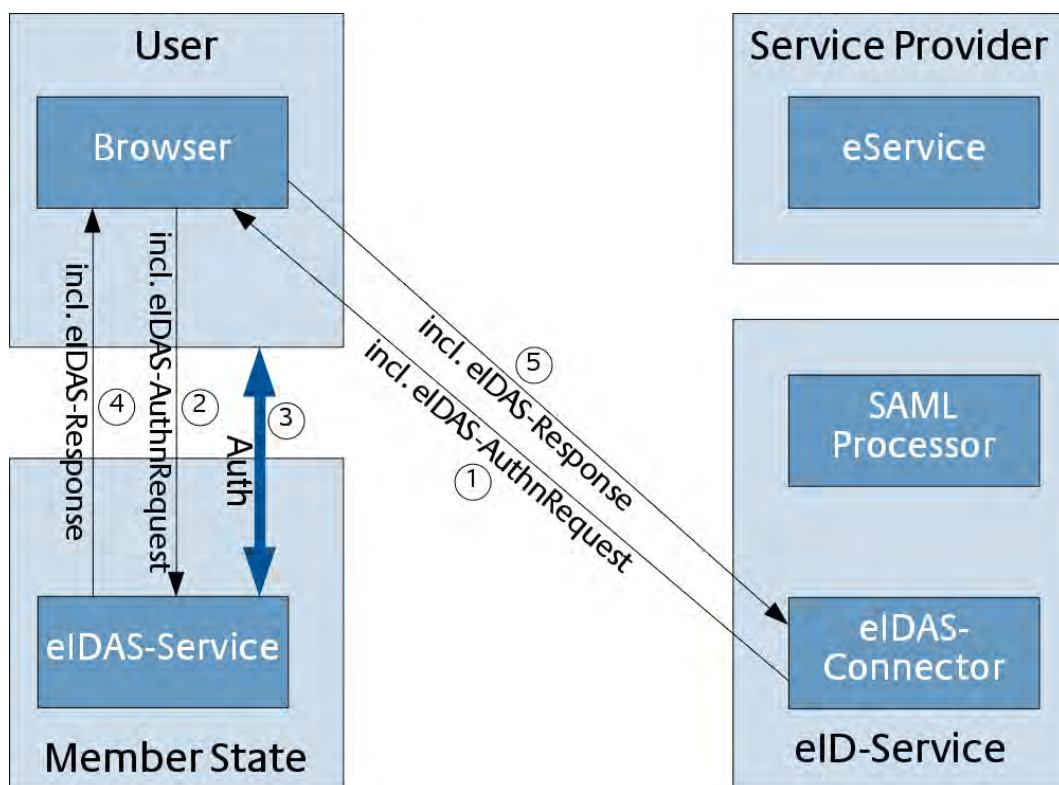 User
Browser
Service Provider
eService
incl. eIDAS-Response
4
incl. eIDAS-AuthnRequest
2
Auth
3
incl. eIDAS-Response
5
incl. eIDAS-AuthnRequest
1
SAML
Processor
eIDAS-Service
Member State
eIDAS-
Connector
eID-Service